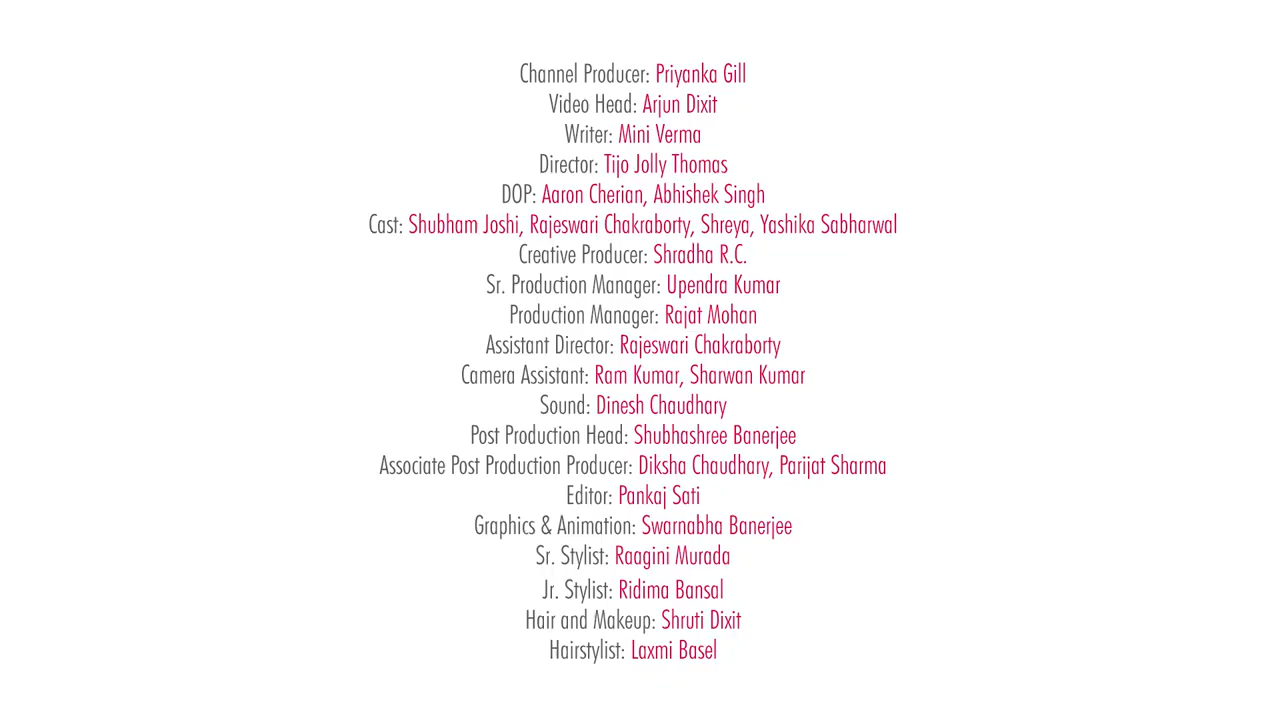 Channel Producer: Priyanka Gill
Video Head: Arjun Dixit
Writer: Mini Verma
Director: Tijo Jolly Thomas
DOP: Aaron Cherian, Abhishek Singh
Cast: Shubham Joshi, Rajeswari Chakraborty, Shreya, Yashika Sabharwal
Creative Producer: Shradha R.C.
Sr. Production Manager: Upendra Kumar
Production Manager: Rajat Mohan
Assistant Director: Rajeswari Chakraborty
Camera Assistant: Ram Kumar, Sharwan Kumar
Sound: Dinesh Chaudhary
Post Production Head: Shubhashree Banerjee
Associate Post Production Producer: Diksha Chaudhary, Parijat Sharma
Editor: Pankaj Sati
Graphics & Animation: Swarnabha Banerjee
Sr. Stylist: Raagini Murada
Jr. Stylist: Ridima Bansal
Hair and Makeup: Shruti Dixit
Hairstylist: Laxmi Basel